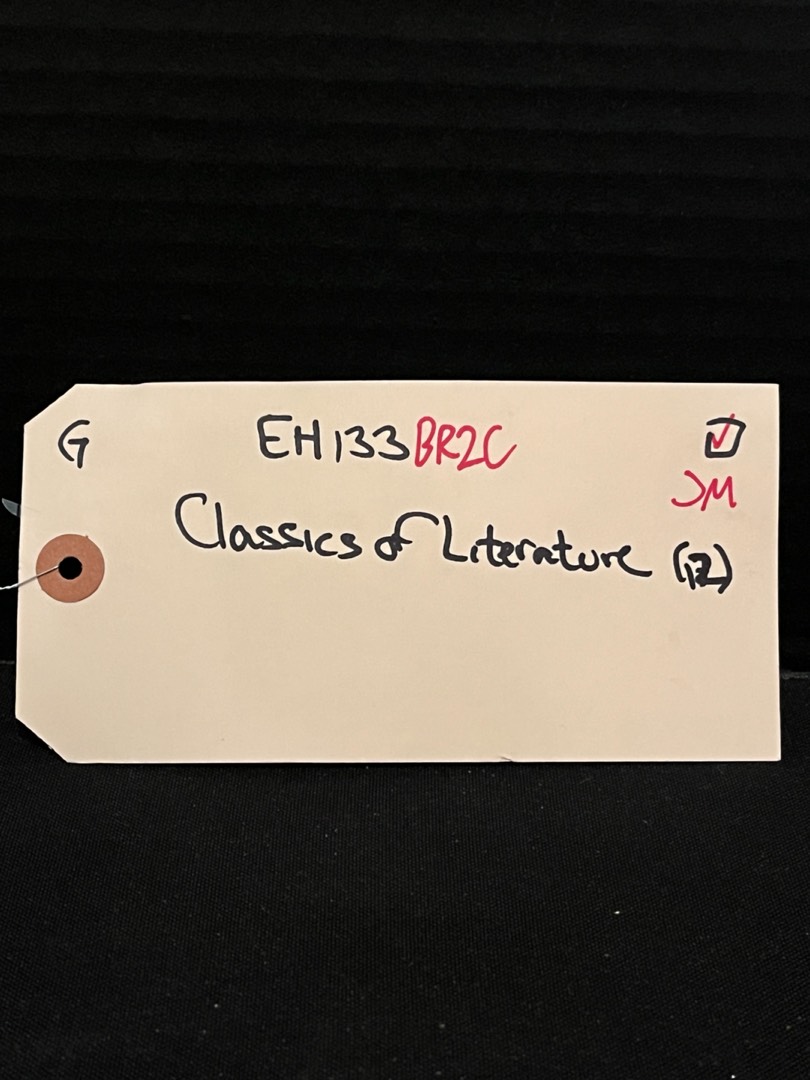 G EH133BR2C ☑
JM
Classics of Literature (12)